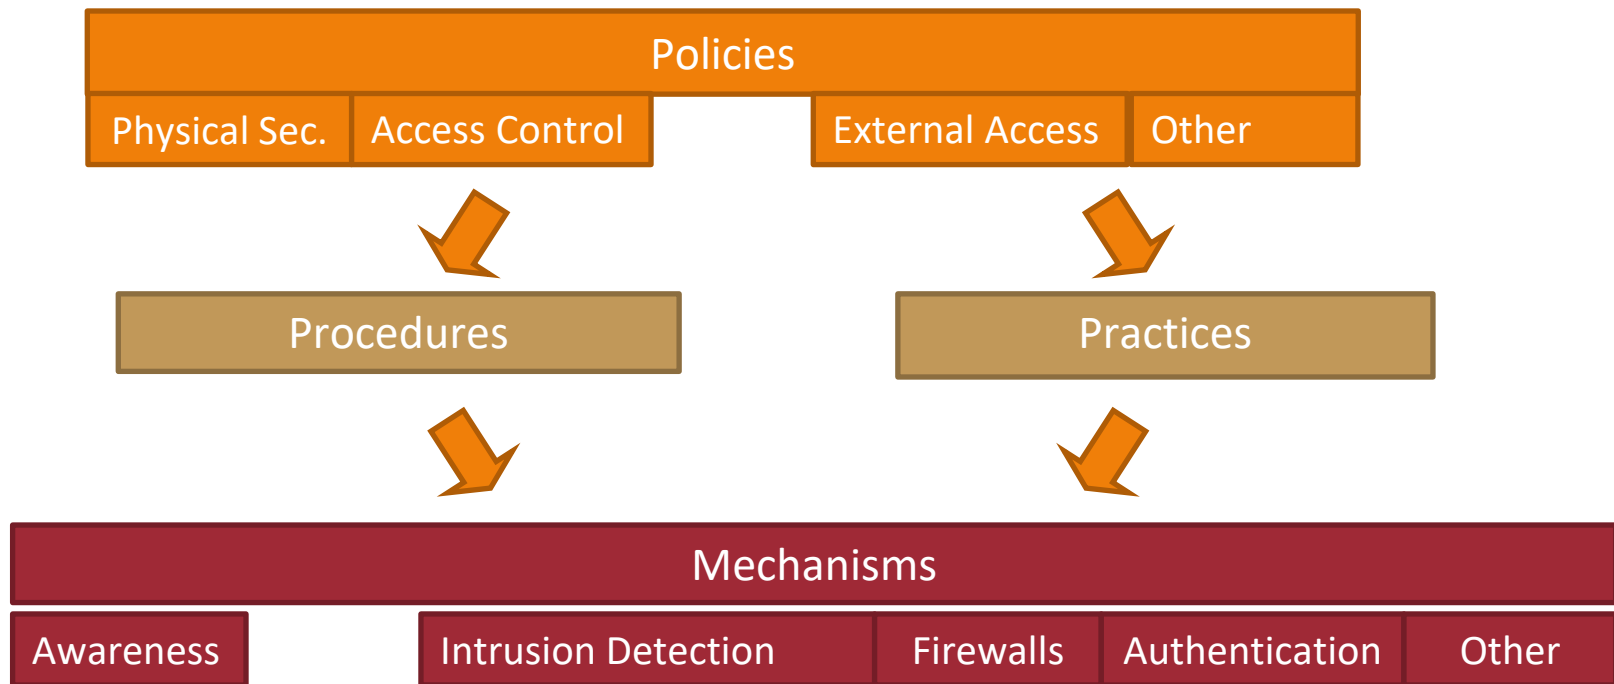 Policies
Physical Sec. Access Control External Access Other
Procedures Practices
Mechanisms
Awareness Intrusion Detection Firewalls Authentication Other